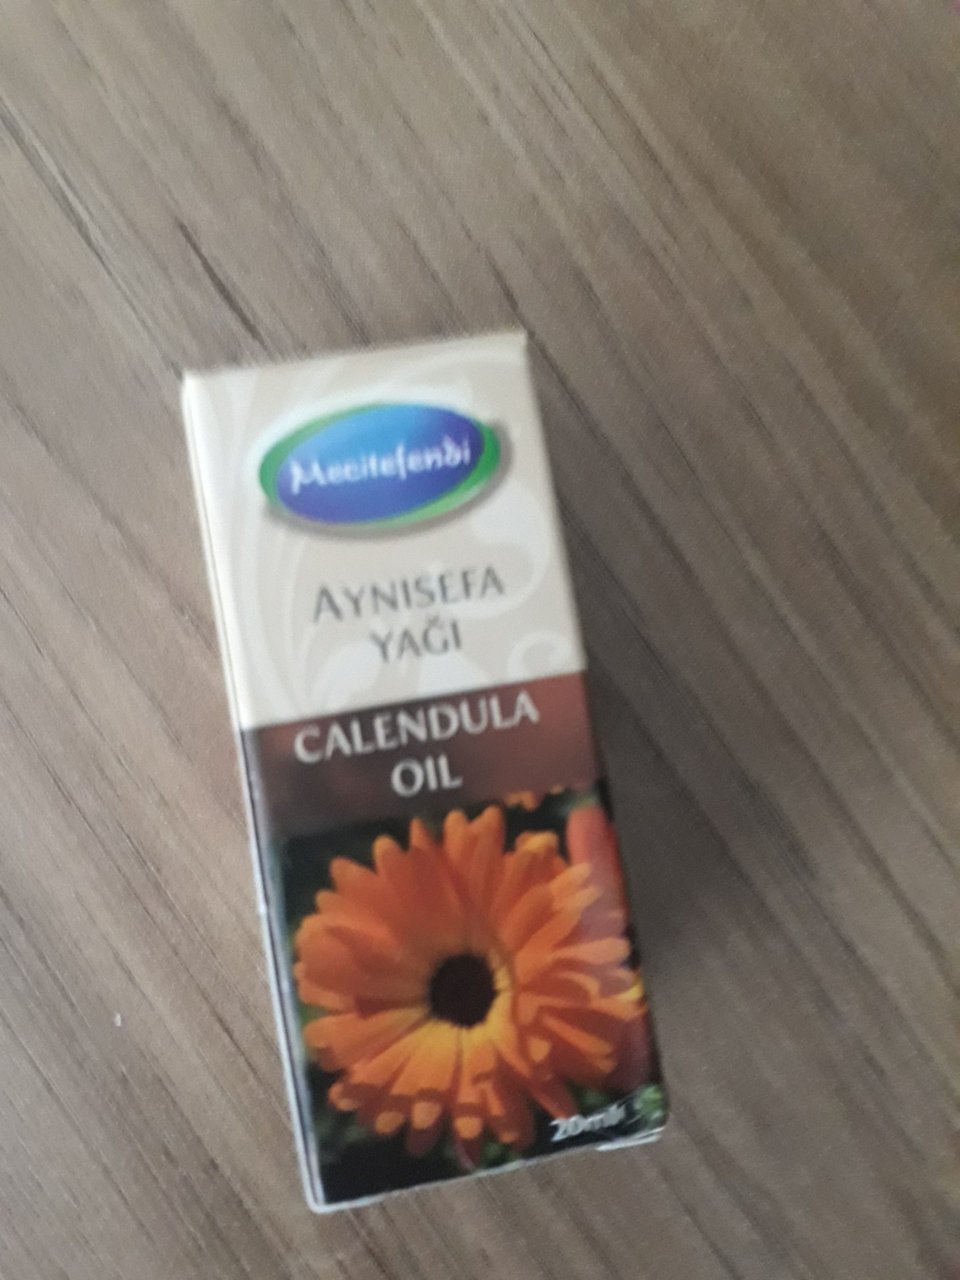 Mecitefendi
AYNISEFA
YAĞI
CALENDULA
OIL
20ml